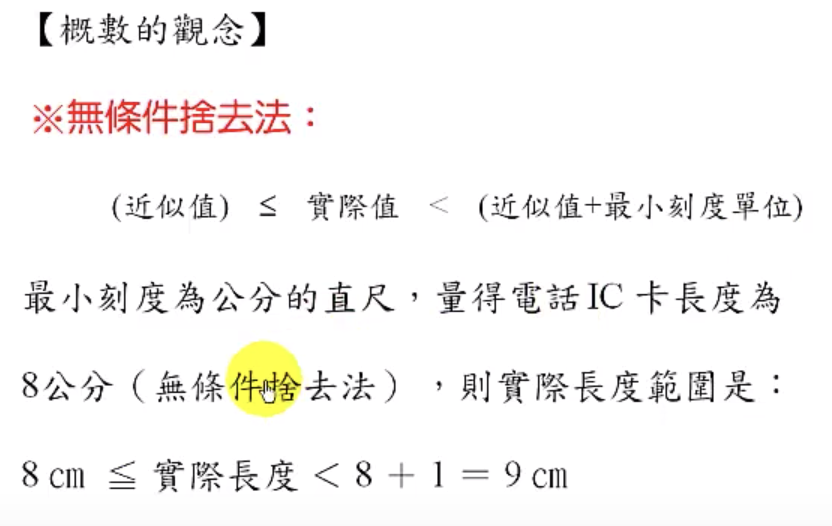 【概數的觀念】
※無條件捨去法：
(近似值) ≤ 實際值 < (近似值+最小刻度單位)
最小刻度為公分的直尺，量得電話IC 卡長度為
8公分（無條件捨去法），則實際長度範圍是：
8 cm ≦ 實際長度 < 8 + 1 = 9 cm